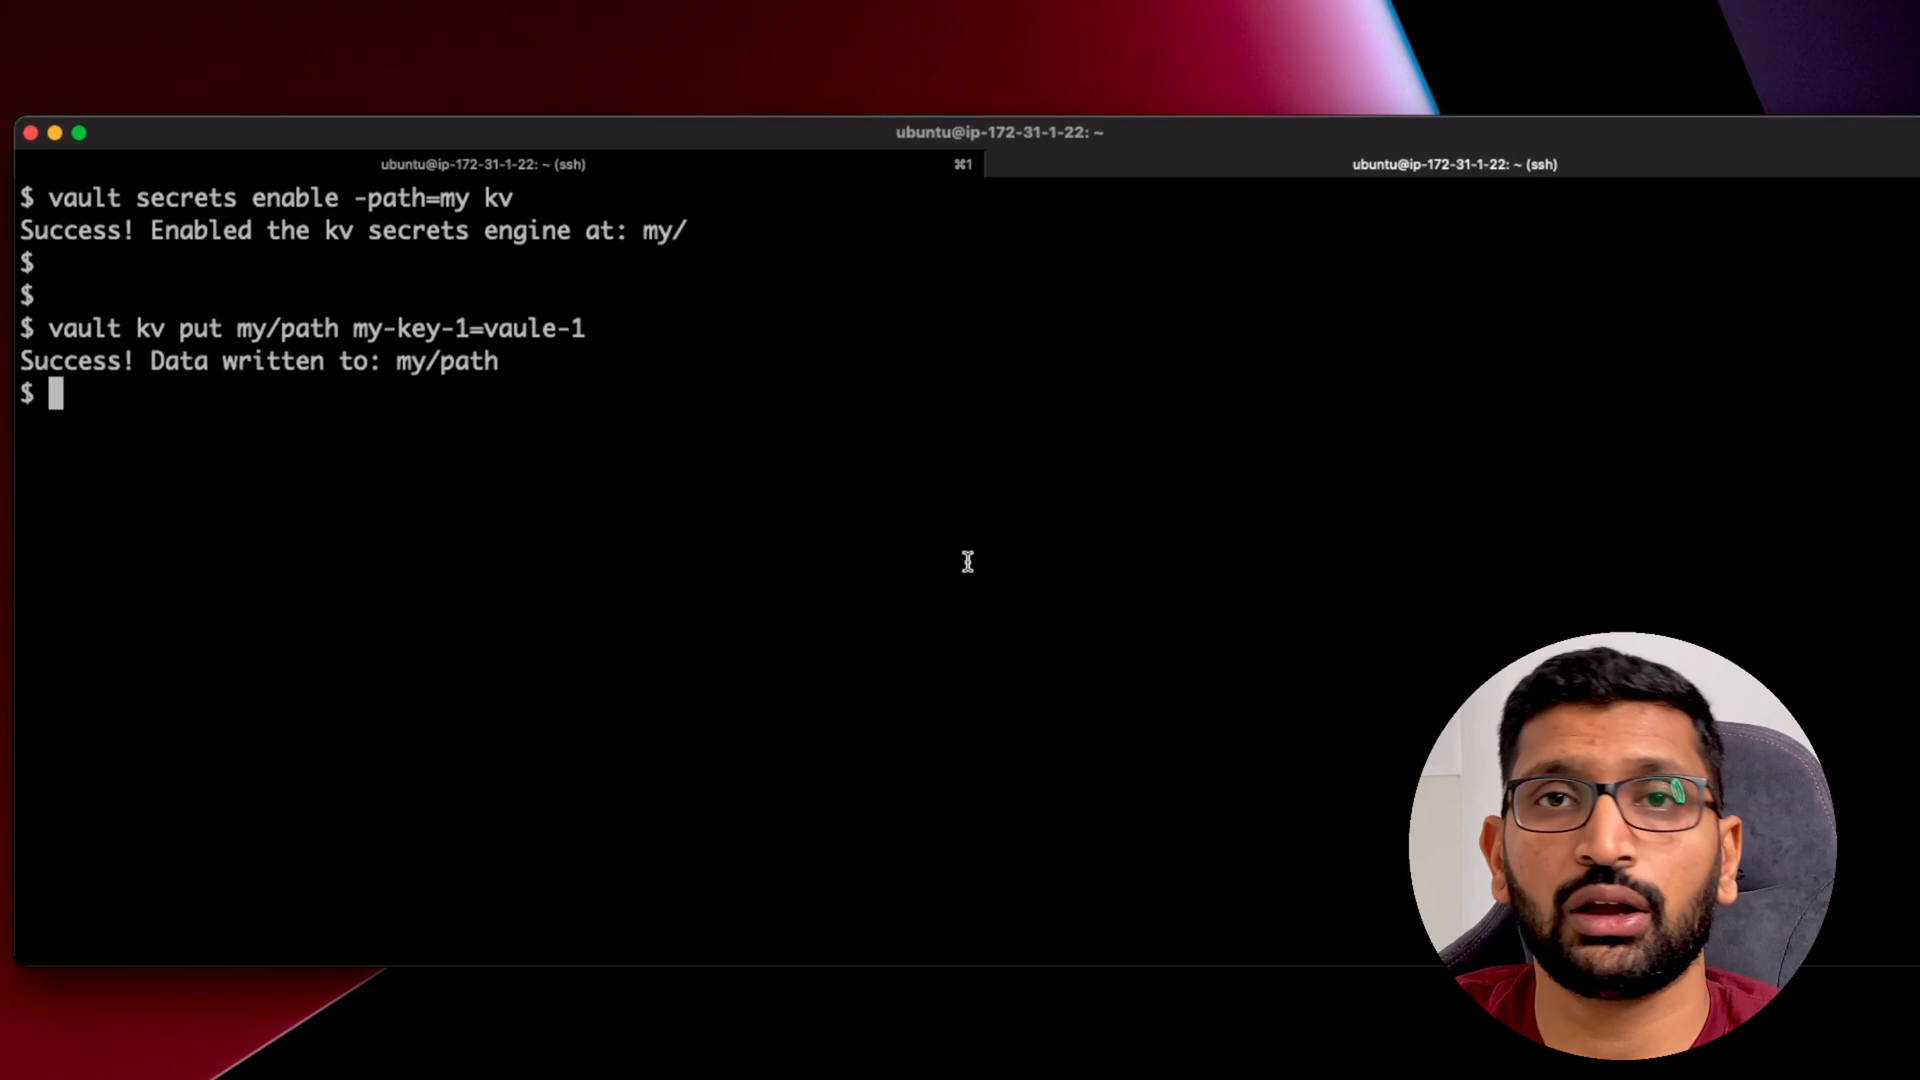 ubuntu@ip-172-31-1-22: ~
ubuntu@ip-172-31-1-22: ~ (ssh) ⌘1 ubuntu@ip-172-31-1-22: ~ (ssh)
$ vault secrets enable -path=my kv
Success! Enabled the kv secrets engine at: my/
$
$
$ vault kv put my/path my-key-1=vaule-1
Success! Data written to: my/path
$